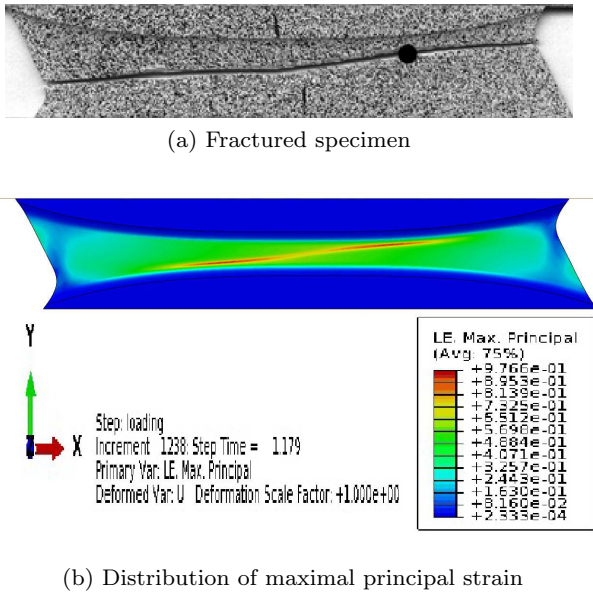 (a) Fractured specimen
Y
Z X
Step: loading
Increment 1238: Step Time = 1.179
Primary Var: LE. Max. Principal
Deformed Var: U Deformation Scale Factor: +1.000e+00
LE. Max. Principal
(Avg: 75%)
+9.766e-01
+8.953e-01
+8.139e-01
+7.325e-01
+6.512e-01
+5.698e-01
+4.884e-01
+4.071e-01
+3.257e-01
+2.443e-01
+1.630e-01
+8.160e-02
+2.333e-04
(b) Distribution of maximal principal strain